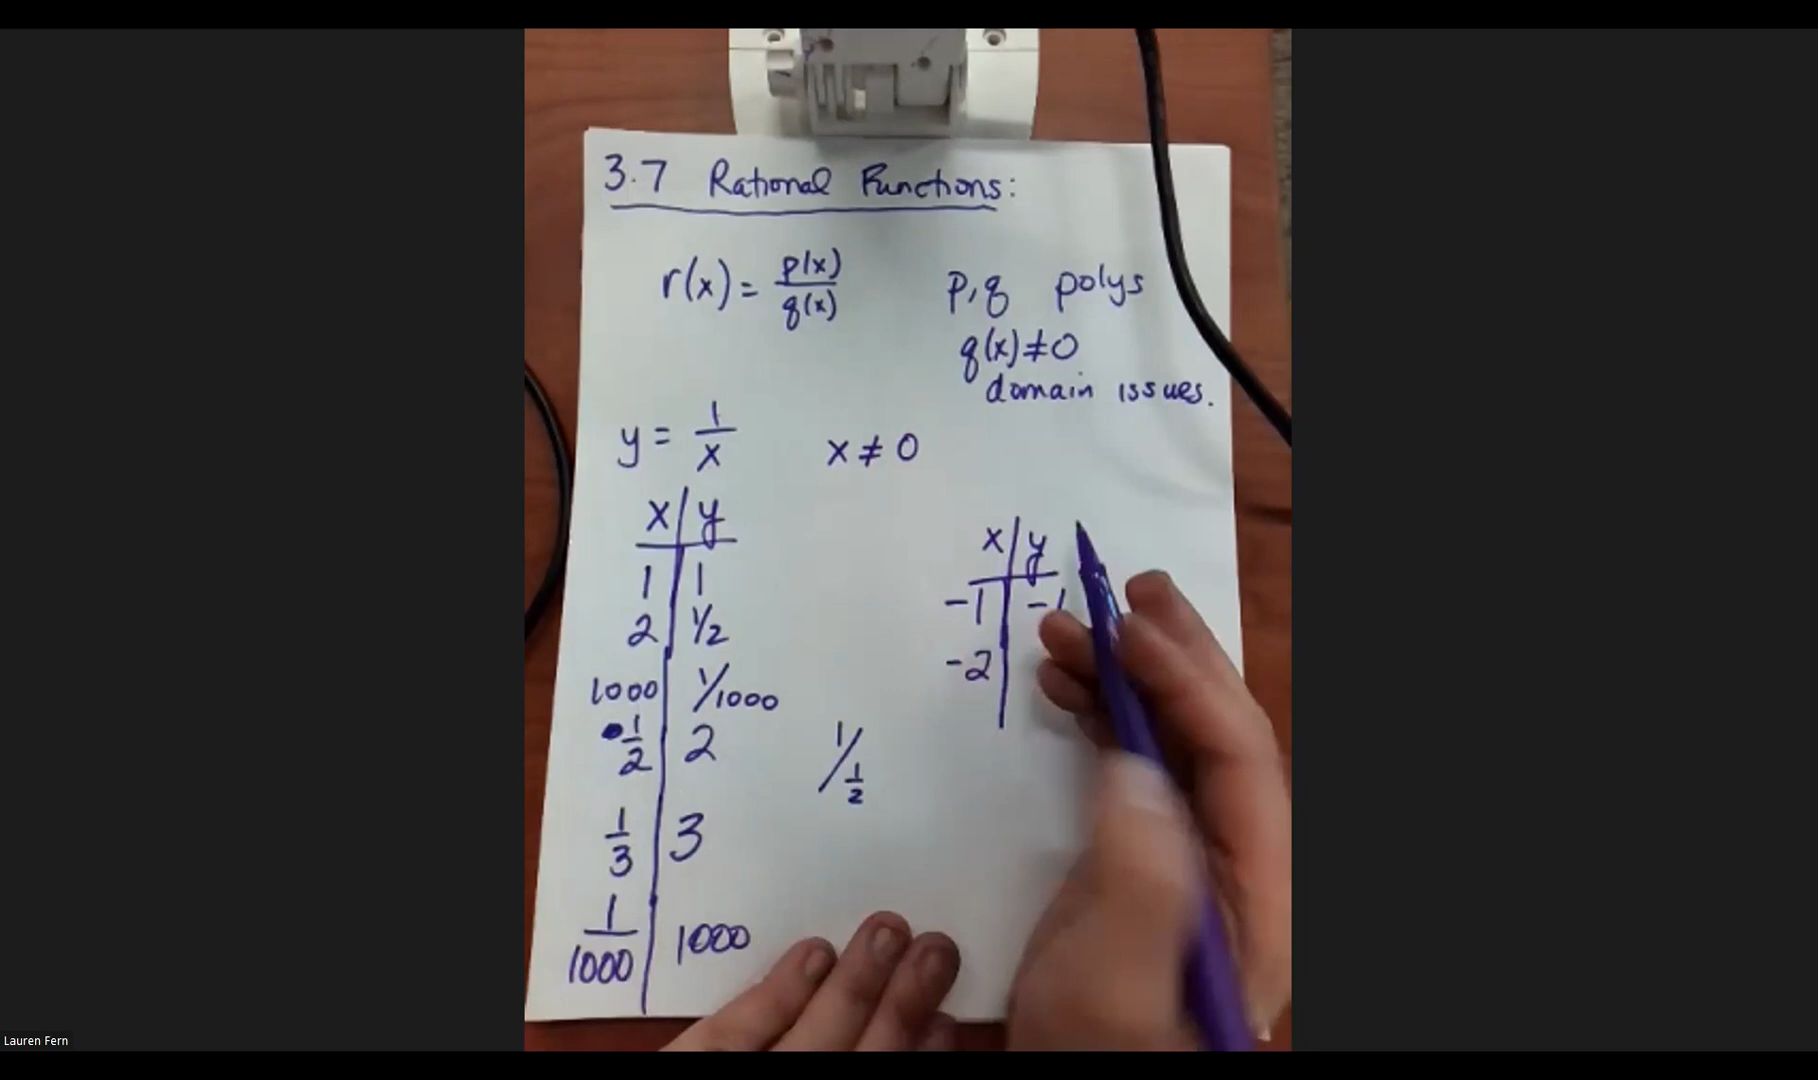 3.7 Rational Functions:
r(x) = p(x)/q(x)
p,q polys
q(x)≠0
domain issues.
y = 1/x
x ≠ 0
x | y
1 | 1
2 | 1/2
1000 | 1/1000
1/2 | 2
1/3 | 3
1/1000 | 1000
1/1/2
x | y
-1 | -1
-2
Lauren Fern